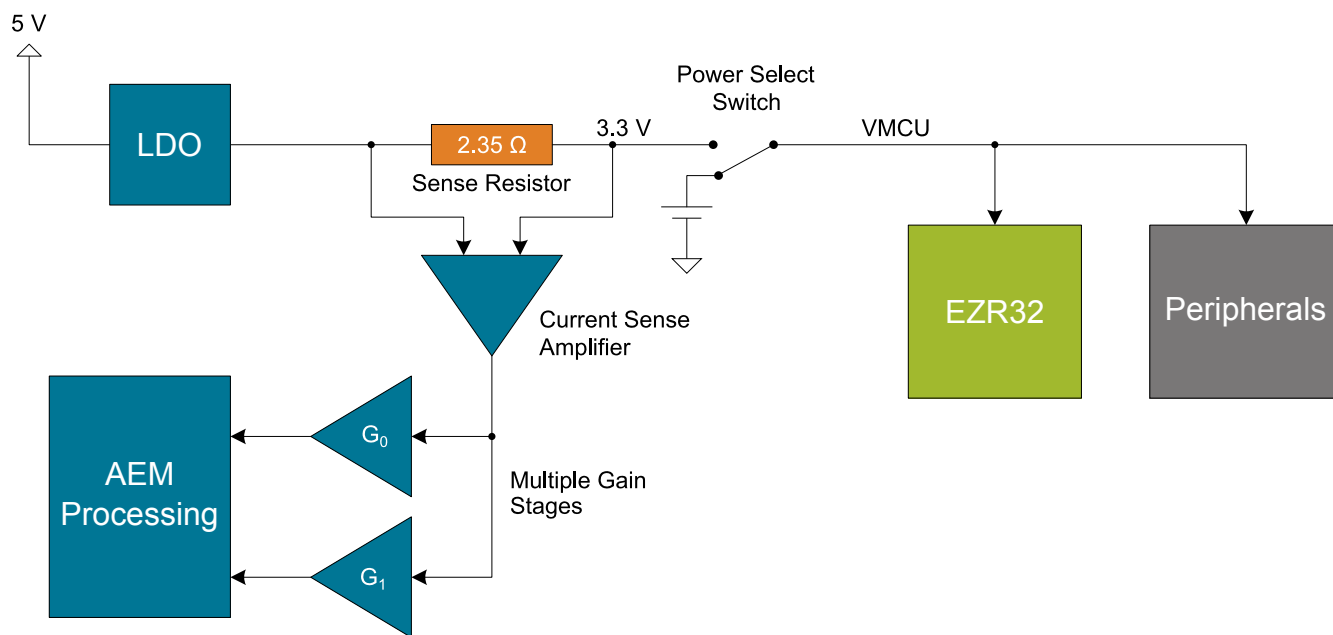 5 V
Power Select
Switch
LDO
2.35 Ω
3.3 V
VMCU
Sense Resistor
EZR32
Peripherals
Current Sense
Amplifier
AEM
Processing
G₀
Multiple Gain
Stages
G₁